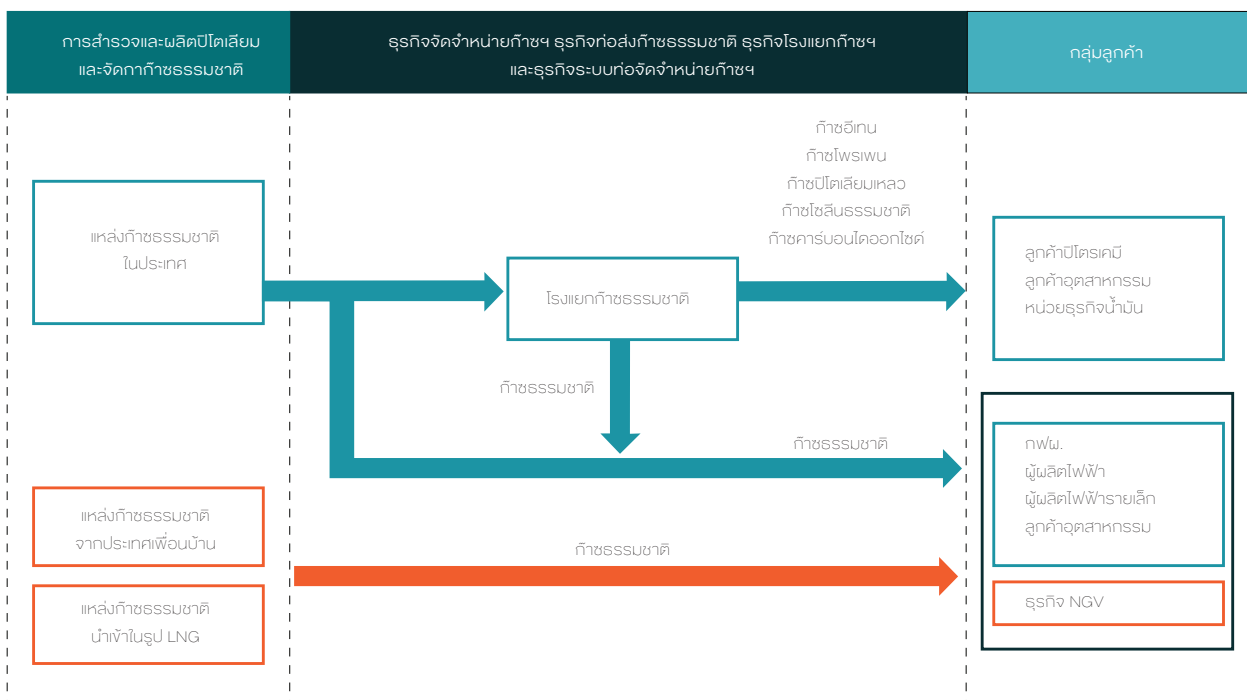 การสำรวจและผลิตปิโตเลียม
และจัดกาก๊าซธรรมชาติ
ธุรกิจจัดจำหน่ายก๊าซฯ ธุรกิจท่อส่งก๊าซธรรมชาติ ธุรกิจโรงแยกก๊าซฯ
และธุรกิจระบบท่อจัดจำหน่ายก๊าซฯ
กลุ่มลูกค้า
แหล่งก๊าซธรรมชาติ
ในประเทศ
โรงแยกก๊าซธรรมชาติ
ก๊าซอีเทน
ก๊าซโพรเพน
ก๊าซปิโตเลียมเหลว
ก๊าซโซลีนธรรมชาติ
ก๊าซคาร์บอนไดออกไซด์
ลูกค้าปิโตรเคมี
ลูกค้าอุตสาหกรรม
หน่วยธุรกิจน้ำมัน
ก๊าซธรรมชาติ
ก๊าซธรรมชาติ
กฟผ.
ผู้ผลิตไฟฟ้า
ผู้ผลิตไฟฟ้ารายเล็ก
ลูกค้าอุตสาหกรรม
แหล่งก๊าซธรรมชาติ
จากประเทศเพื่อนบ้าน
ก๊าซธรรมชาติ
แหล่งก๊าซธรรมชาติ
นำเข้าในรูป LNG
ธุรกิจ NGV